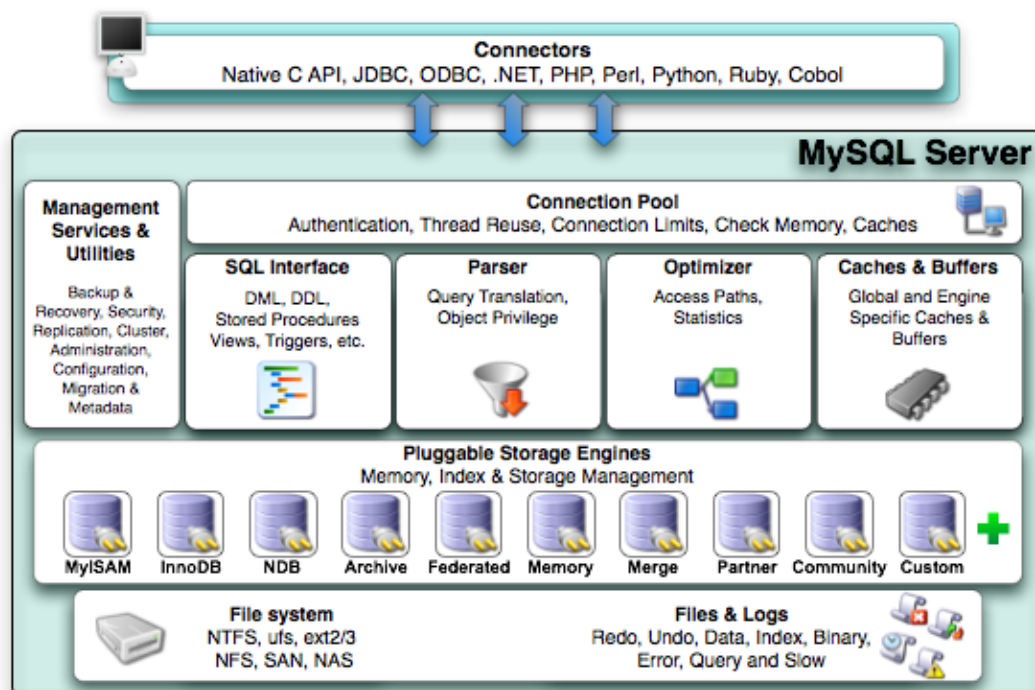 Connectors
Native C API, JDBC, ODBC, .NET, PHP, Perl, Python, Ruby, Cobol
MySQL Server
Management
Services &
Utilities
Backup &
Recovery, Security,
Replication, Cluster,
Administration,
Configuration,
Migration &
Metadata
Connection Pool
Authentication, Thread Reuse, Connection Limits, Check Memory, Caches
SQL Interface
DML, DDL,
Stored Procedures
Views, Triggers, etc.
Parser
Query Translation,
Object Privilege
Optimizer
Access Paths,
Statistics
Caches & Buffers
Global and Engine
Specific Caches &
Buffers
Pluggable Storage Engines
Memory, Index & Storage Management
MyISAM
InnoDB
NDB
Archive
Federated
Memory
Merge
Partner
Community
Custom
File system
NTFS, ufs, ext2/3
NFS, SAN, NAS
Files & Logs
Redo, Undo, Data, Index, Binary,
Error, Query and Slow